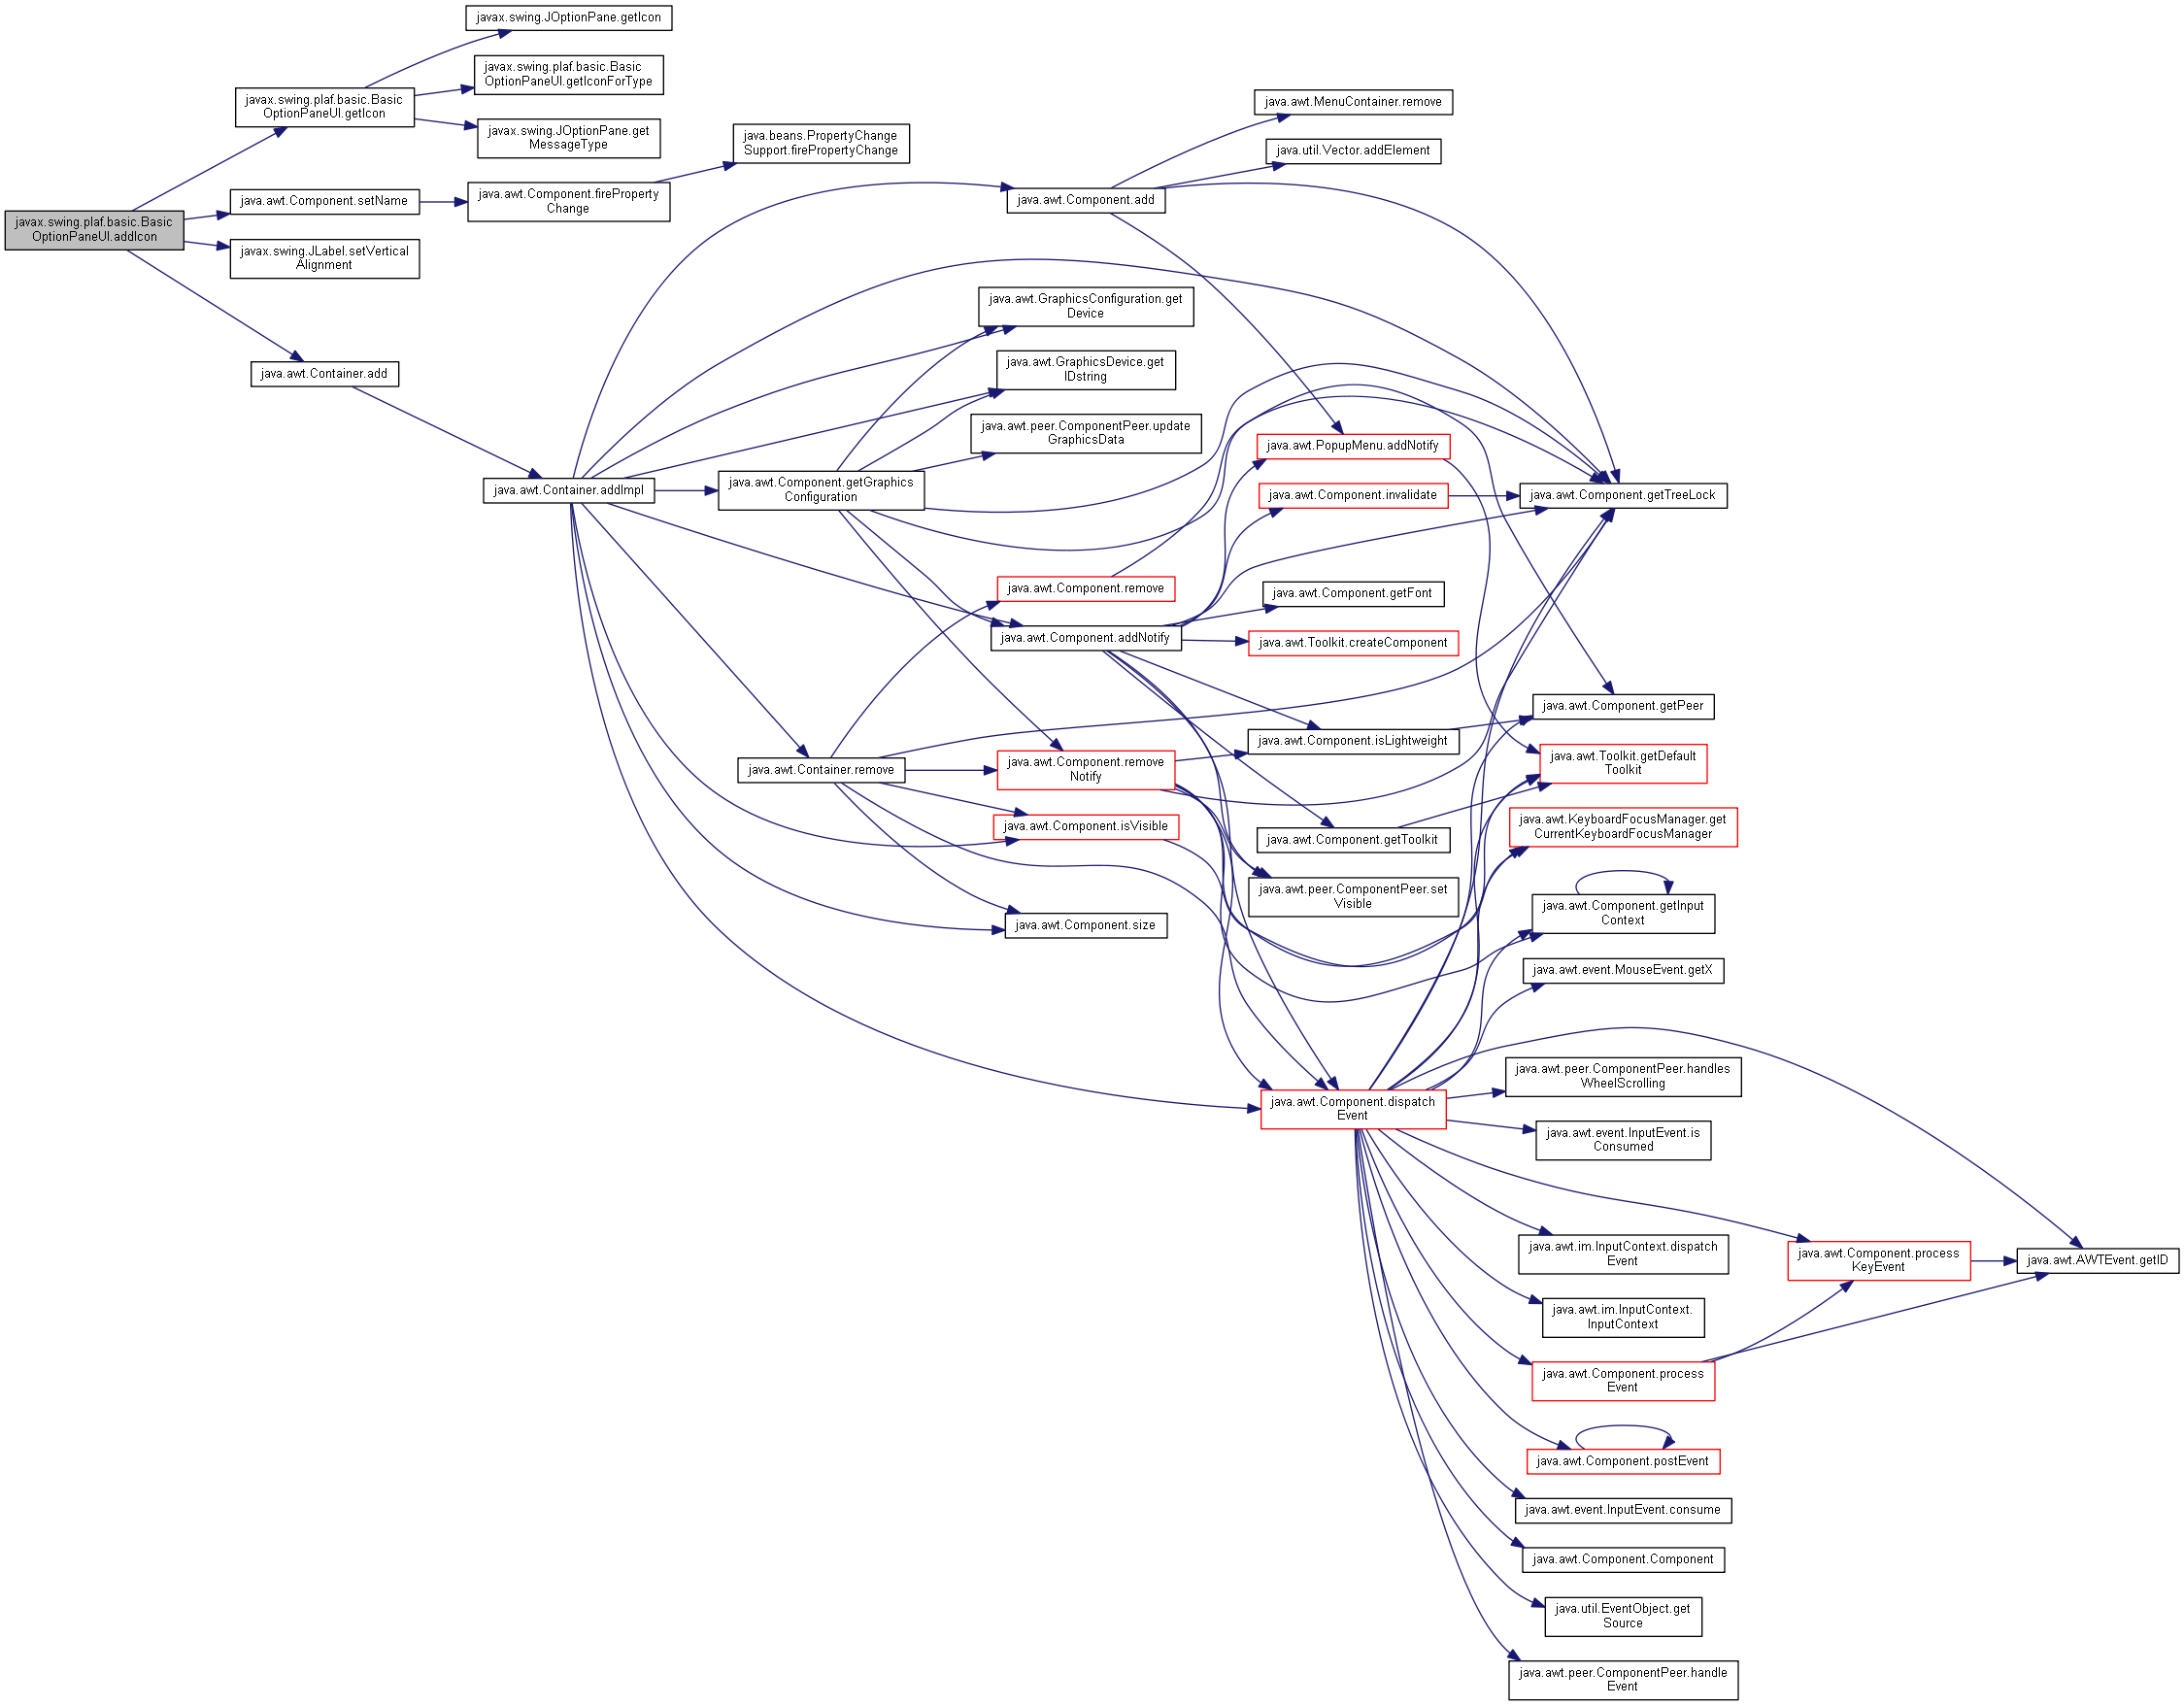 javax.swing.JOptionPane.getIcon
javax.swing.plaf.basic.Basic
OptionPaneUI.getIconForType
javax.swing.plaf.basic.Basic
OptionPaneUI.getIcon
javax.swing.JOptionPane.get
MessageType
java.beans.PropertyChange
Support.firePropertyChange
java.awt.Component.setName
java.awt.Component.fireProperty
Change
javax.swing.plaf.basic.Basic
OptionPaneUI.addIcon
javax.swing.JLabel.setVertical
Alignment
java.awt.Container.add
java.awt.Container.addImpl
java.awt.MenuContainer.remove
java.util.Vector.addElement
java.awt.Component.add
java.awt.GraphicsConfiguration.get
Device
java.awt.GraphicsDevice.get
IDstring
java.awt.peer.ComponentPeer.update
GraphicsData
java.awt.Component.getGraphics
Configuration
java.awt.PopupMenu.addNotify
java.awt.Component.invalidate
java.awt.Component.getTreeLock
java.awt.Component.remove
java.awt.Component.getFont
java.awt.Component.addNotify
java.awt.Toolkit.createComponent
java.awt.Component.getPeer
java.awt.Component.isLightweight
java.awt.Container.remove
java.awt.Component.remove
Notify
java.awt.Toolkit.getDefault
Toolkit
java.awt.Component.isVisible
java.awt.KeyboardFocusManager.get
CurrentKeyboardFocusManager
java.awt.Component.getToolkit
java.awt.peer.ComponentPeer.set
Visible
java.awt.Component.getInput
Context
java.awt.Component.size
java.awt.event.MouseEvent.getX
java.awt.peer.ComponentPeer.handles
WheelScrolling
java.awt.Component.dispatch
Event
java.awt.event.InputEvent.is
Consumed
java.awt.im.InputContext.dispatch
Event
java.awt.Component.process
KeyEvent
java.awt.AWTEvent.getID
java.awt.im.InputContext.
InputContext
java.awt.Component.process
Event
java.awt.Component.postEvent
java.awt.event.InputEvent.consume
java.awt.Component.Component
java.util.EventObject.get
Source
java.awt.peer.ComponentPeer.handle
Event